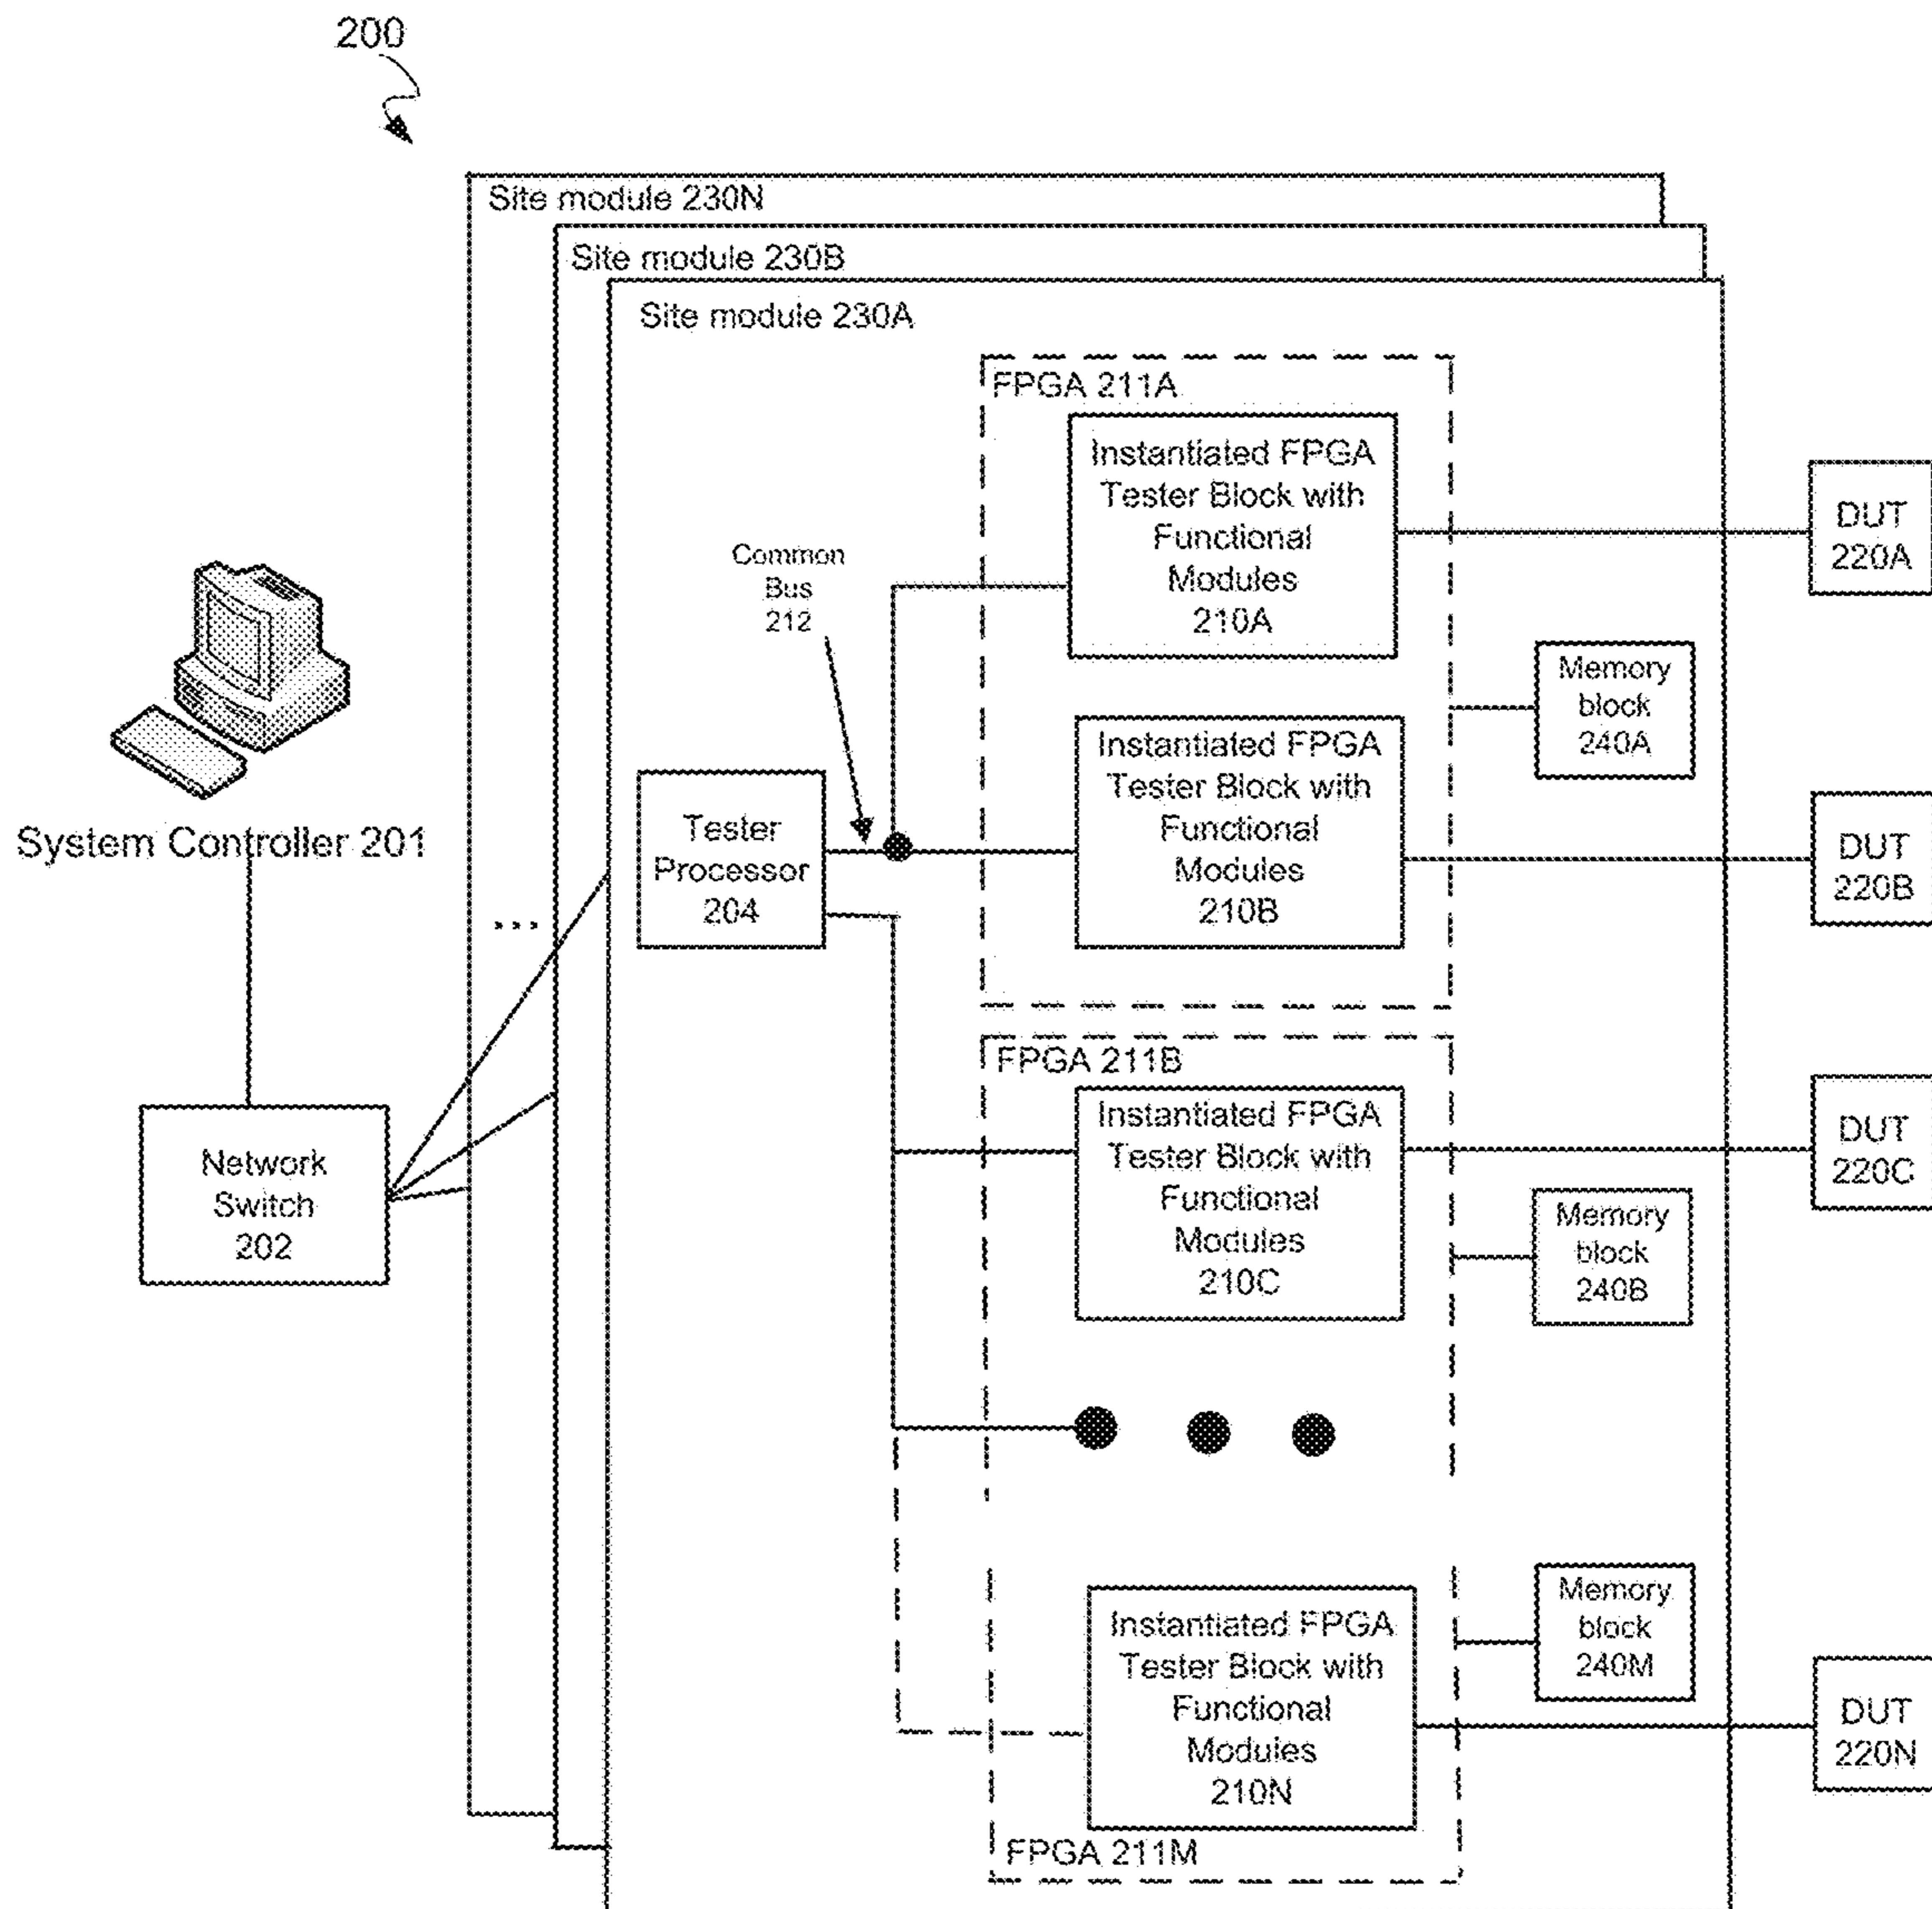 200
Site module 230N
Site module 230B
Site module 230A
FPGA 211A
Instantiated FPGA
Tester Block with
Functional
Modules
210A
DUT
220A
Common
Bus
212
Memory
block
240A
Instantiated FPGA
Tester Block with
Functional
Modules
210B
DUT
220B
Tester
Processor
204
System Controller 201
...
FPGA 211B
Instantiated FPGA
Tester Block with
Functional
Modules
210C
DUT
220C
Network
Switch
202
Memory
block
240B
Memory
block
240M
Instantiated FPGA
Tester Block with
Functional
Modules
210N
DUT
220N
FPGA 211M